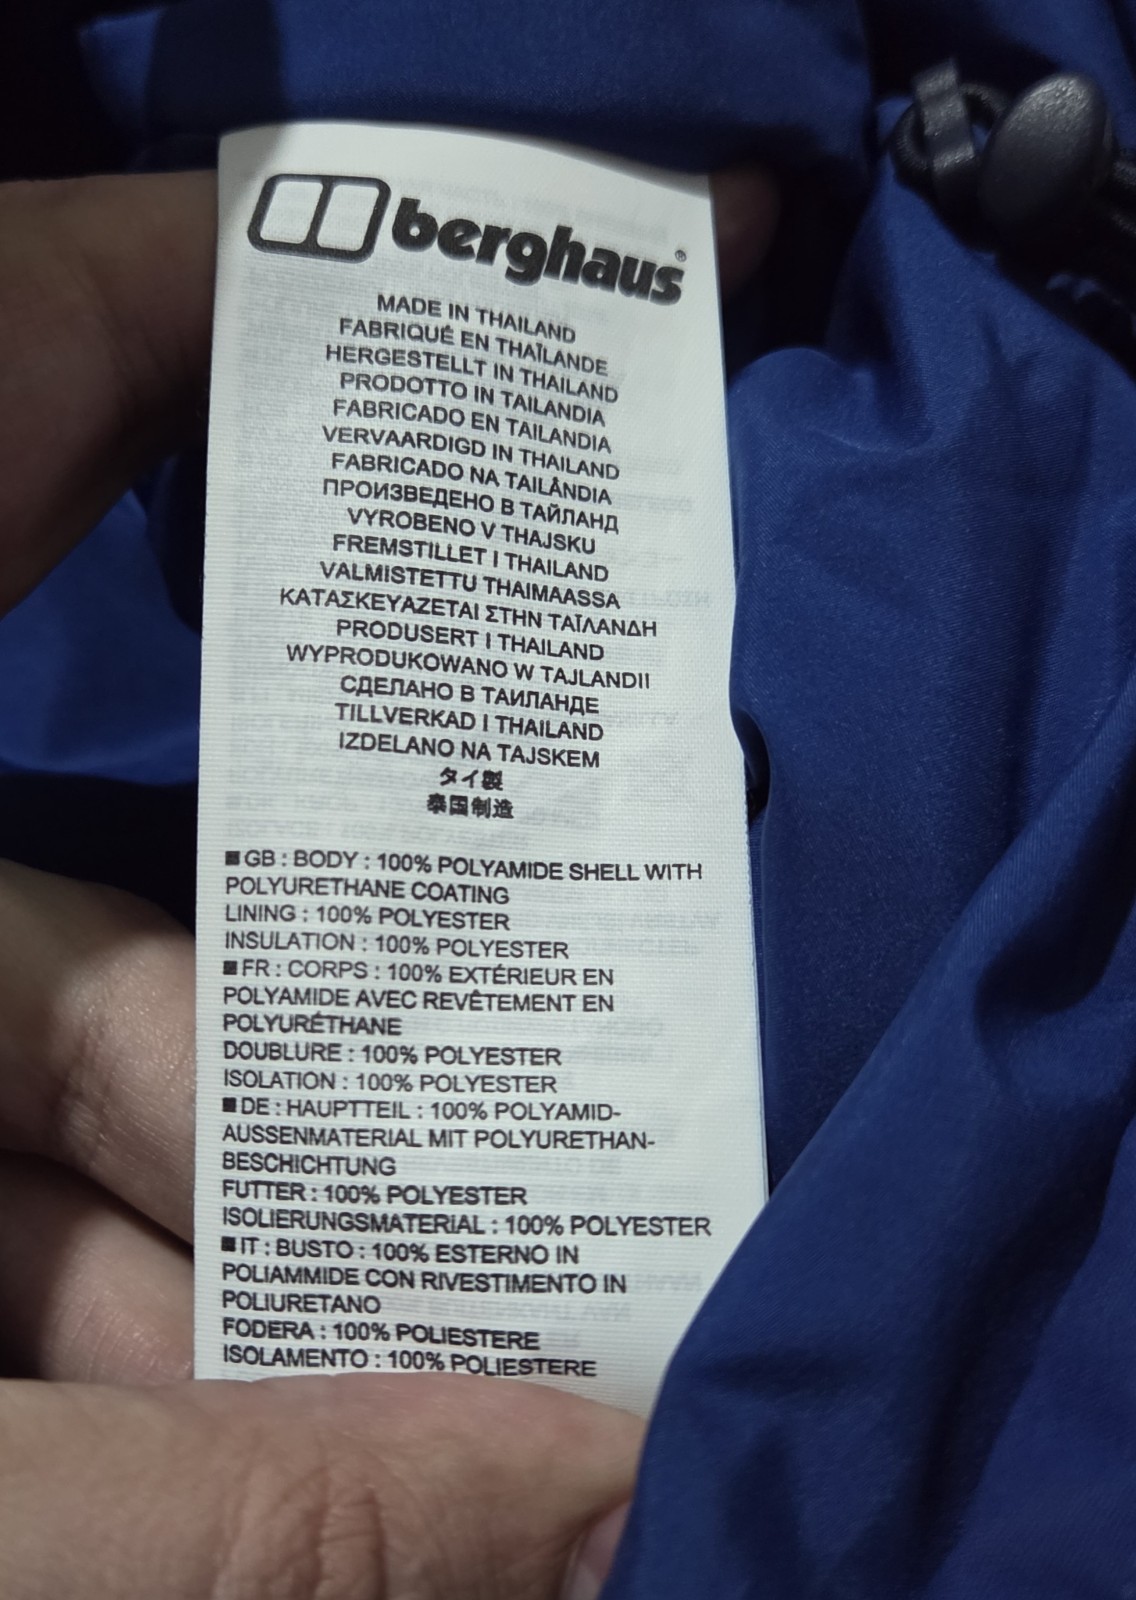 berghaus®
MADE IN THAILAND
FABRIQUÉ EN THAÏLANDE
HERGESTELLT IN THAILAND
PRODOTTO IN TAILANDIA
FABRICADO EN TAILANDIA
VERVAARDIGD IN THAILAND
FABRICADO NA TAILÂNDIA
ПРОИЗВЕДЕНО В ТАЙЛАНД
VYROBENO V THAJSKU
FREMSTILLET I THAILAND
VALMISTETTU THAIMAASSA
ΚΑΤΑΣΚΕΥΑΖΕΤΑΙ ΣΤΗΝ ΤΑΪΛΑΝΔΗ
PRODUSERT I THAILAND
WYPRODUKOWANO W TAJLANDII
СДЕЛАНО В ТАИЛАНДЕ
TILLVERKAD I THAILAND
IZDELANO NA TAJSKEM
タイ製
泰国制造
■GB : BODY : 100% POLYAMIDE SHELL WITH
POLYURETHANE COATING
LINING : 100% POLYESTER
INSULATION : 100% POLYESTER
■FR : CORPS : 100% EXTÉRIEUR EN
POLYAMIDE AVEC REVÊTEMENT EN
POLYURÉTHANE
DOUBLURE : 100% POLYESTER
ISOLATION : 100% POLYESTER
■DE : HAUPTTEIL : 100% POLYAMID-
AUSSENMATERIAL MIT POLYURETHAN-
BESCHICHTUNG
FUTTER : 100% POLYESTER
ISOLIERUNGSMATERIAL : 100% POLYESTER
■IT : BUSTO : 100% ESTERNO IN
POLIAMMIDE CON RIVESTIMENTO IN
POLIURETANO
FODERA : 100% POLIESTERE
ISOLAMENTO : 100% POLIESTERE